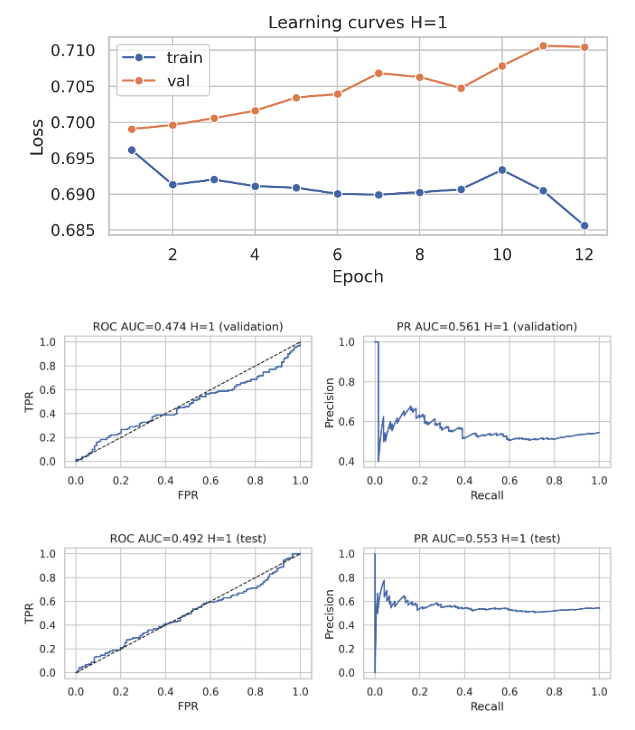 Learning curves H=1
0.710
0.705
0.700
0.695
0.690
0.685
Loss
train
val
2 4 6 8 10 12
Epoch
ROC AUC=0.474 H=1 (validation)
1.0
0.8
0.6
0.4
0.2
0.0
TPR
0.0 0.2 0.4 0.6 0.8 1.0
FPR
PR AUC=0.561 H=1 (validation)
1.0
0.8
0.6
0.4
Precision
0.0 0.2 0.4 0.6 0.8 1.0
Recall
ROC AUC=0.492 H=1 (test)
1.0
0.8
0.6
0.4
0.2
0.0
TPR
0.0 0.2 0.4 0.6 0.8 1.0
FPR
PR AUC=0.553 H=1 (test)
1.0
0.8
0.6
0.4
0.2
0.0
Precision
0.0 0.2 0.4 0.6 0.8 1.0
Recall